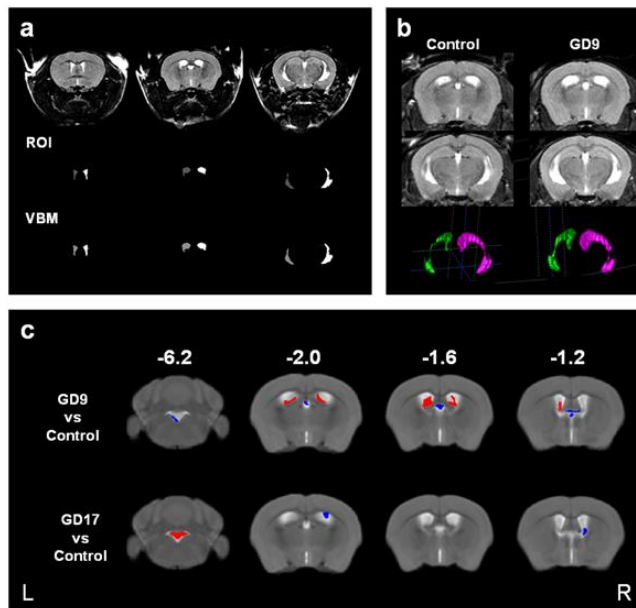 a
ROI
VBM
b
Control GD9
c
-6.2 -2.0 -1.6 -1.2
GD9
vs
Control
GD17
vs
Control
L R